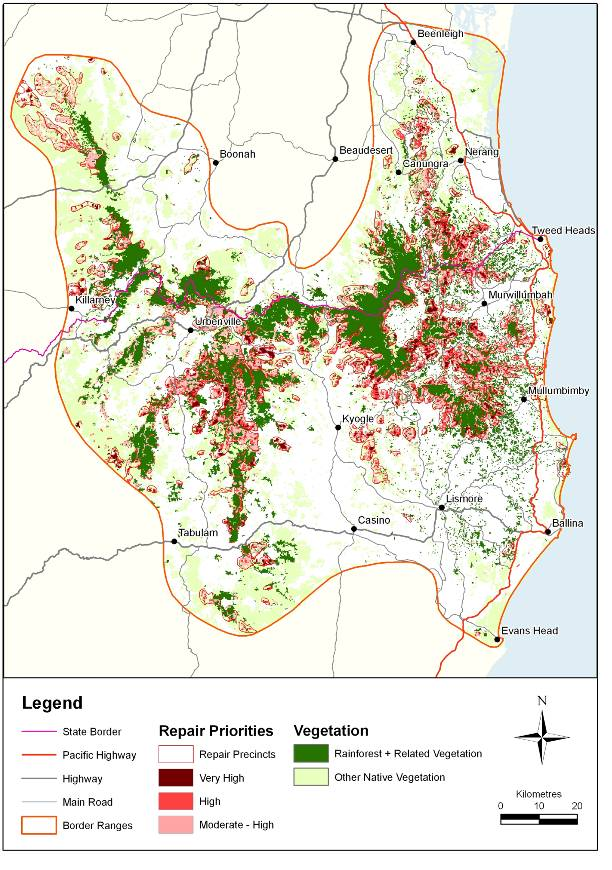 Beenleigh
Boonah
Beaudesert
Nerang
Canungra
Tweed Heads
Killarney
Murwillumbah
Urbenville
Mullumbimby
Kyogle
Lismore
Casino
Ballina
Tabulam
Evans Head
Legend
State Border
Pacific Highway
Highway
Main Road
Border Ranges
Repair Priorities
Repair Precincts
Very High
High
Moderate - High
Vegetation
Rainforest + Related Vegetation
Other Native Vegetation
N
Kilometres
0 10 20